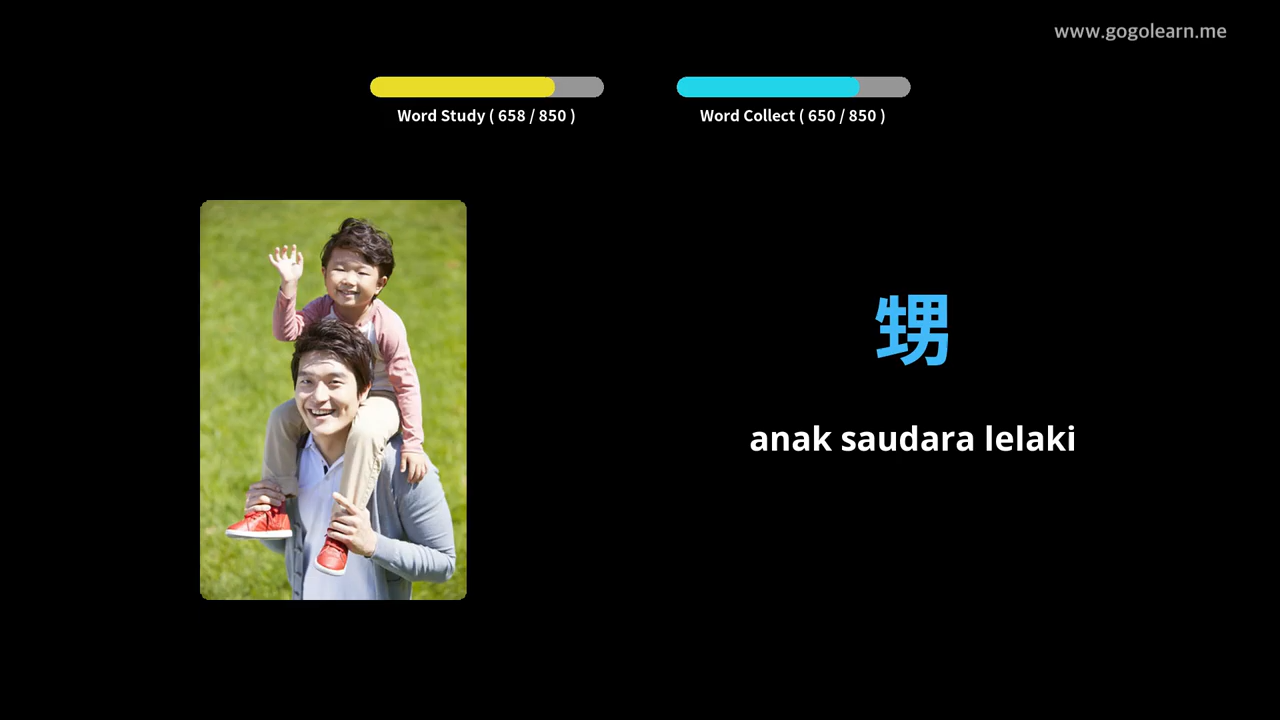 www.gogolearn.me
Word Study ( 658 / 850 )
Word Collect ( 650 / 850 )
甥
anak saudara lelaki